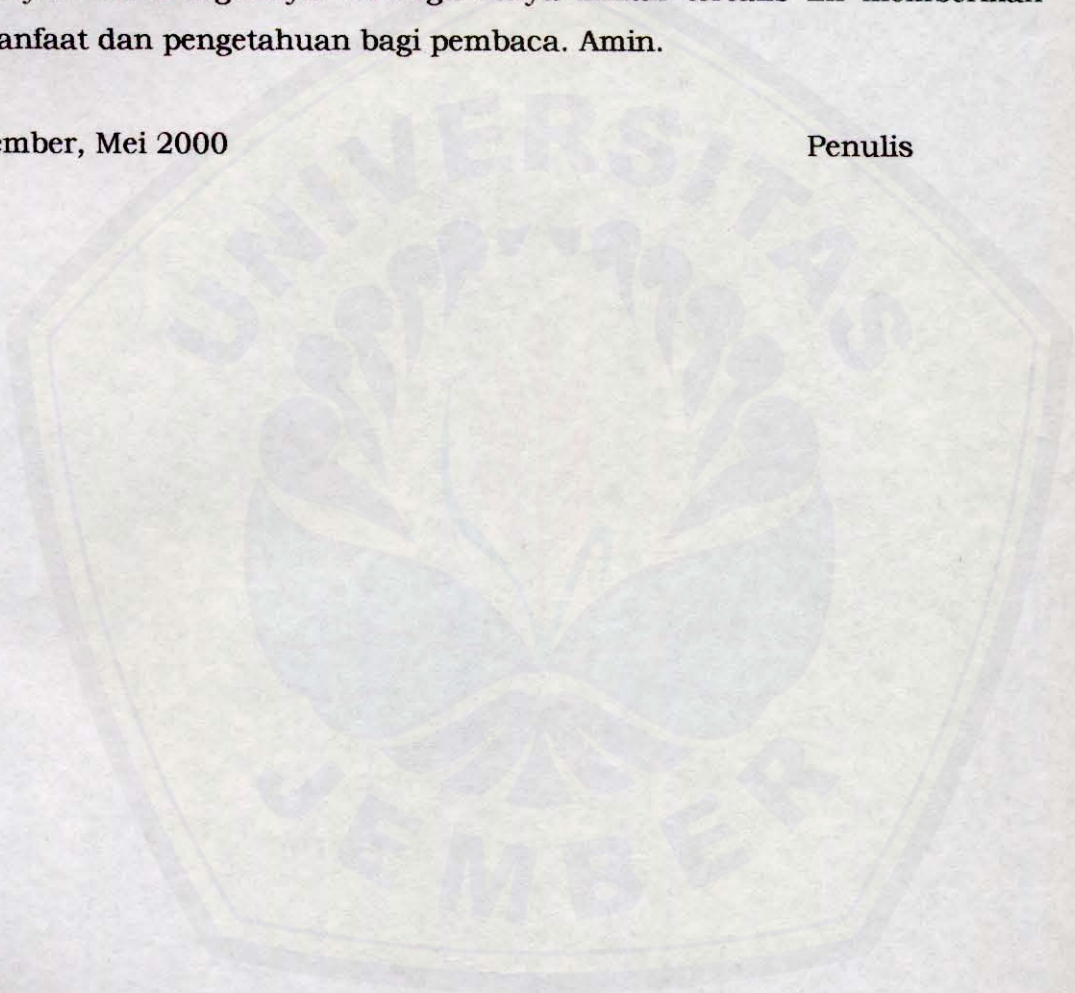 anfaat dan pengetahuan bagi pembaca. Amin.
ember, Mei 2000 Penulis
UNIVERSITAS
JEMBER